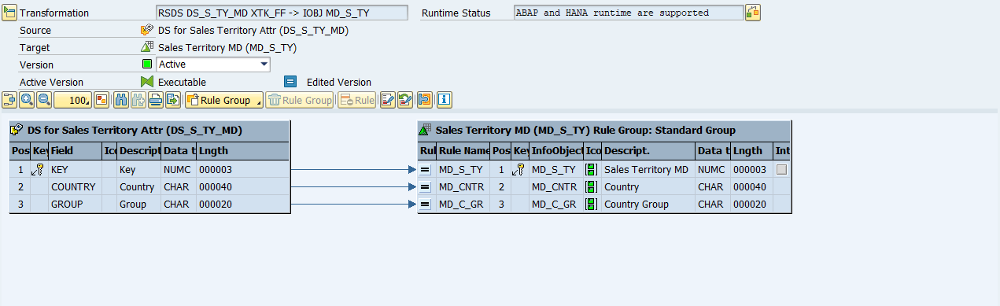 Transformation RSDS DS_S_TY_MD XTK_FF -> IOBJ MD_S_TY Runtime Status ABAP and HANA runtime are supported
Source DS for Sales Territory Attr (DS_S_TY_MD)
Target Sales Territory MD (MD_S_TY)
Version Active
Active Version Executable Edited Version
100 Rule Group Rule Group Rule
DS for Sales Territory Attr (DS_S_TY_MD) Sales Territory MD (MD_S_TY) Rule Group: Standard Group
Pos Key Field Ico Descript Data t Lngth Rul Rule Name Pos Key InfoObject Ico Descript. Data t Lngth Int
1 KEY Key NUMC 000003 = MD_S_TY 1 MD_S_TY Sales Territory MD NUMC 000003
2 COUNTRY Country CHAR 000040 = MD_CNTR 2 MD_CNTR Country CHAR 000040
3 GROUP Group CHAR 000020 = MD_C_GR 3 MD_C_GR Country Group CHAR 000020